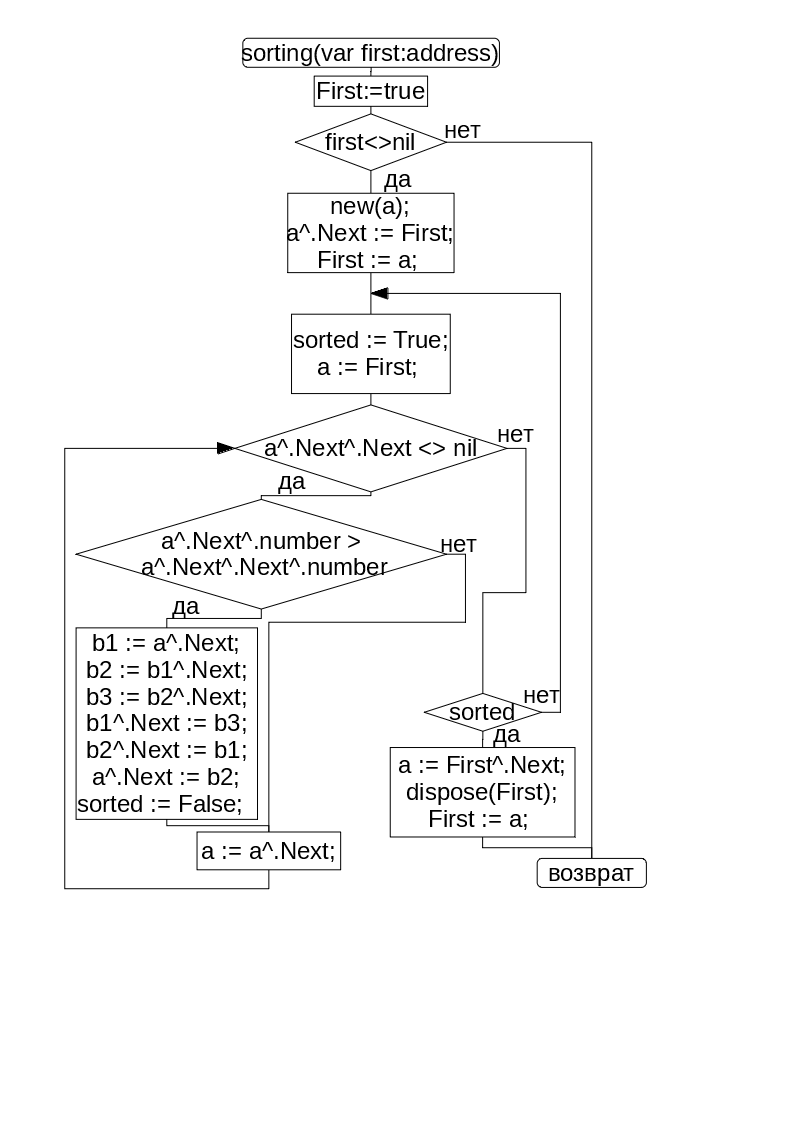 sorting(var first:address)
First:=true
first<>nil
нет
да
new(a);
a^.Next := First;
First := a;
sorted := True;
a := First;
a^.Next^.Next <> nil
нет
да
a^.Next^.number >
a^.Next^.Next^.number
нет
да
b1 := a^.Next;
b2 := b1^.Next;
b3 := b2^.Next;
b1^.Next := b3;
b2^.Next := b1;
a^.Next := b2;
sorted := False;
a := a^.Next;
sorted
нет
да
a := First^.Next;
dispose(First);
First := a;
возврат